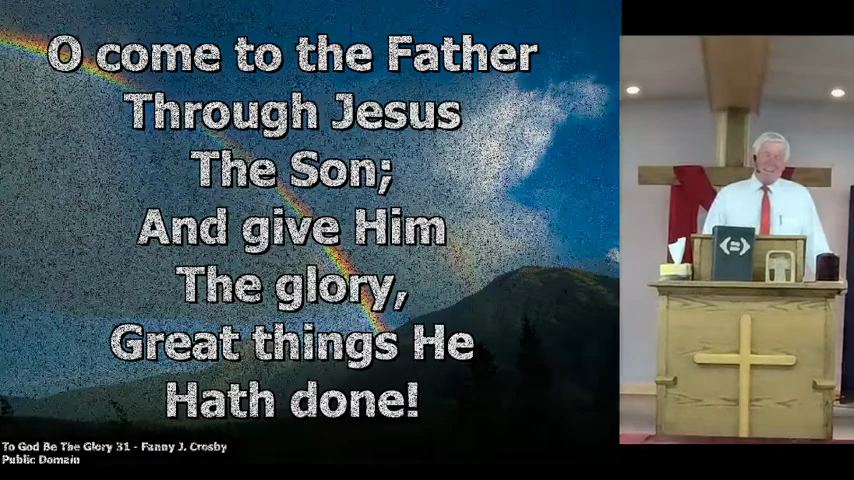 O come to the Father
Through Jesus
The Son;
And give Him
The glory,
Great things He
Hath done!
To God Be The Glory 31 - Fanny J. Crosby
Public Domain